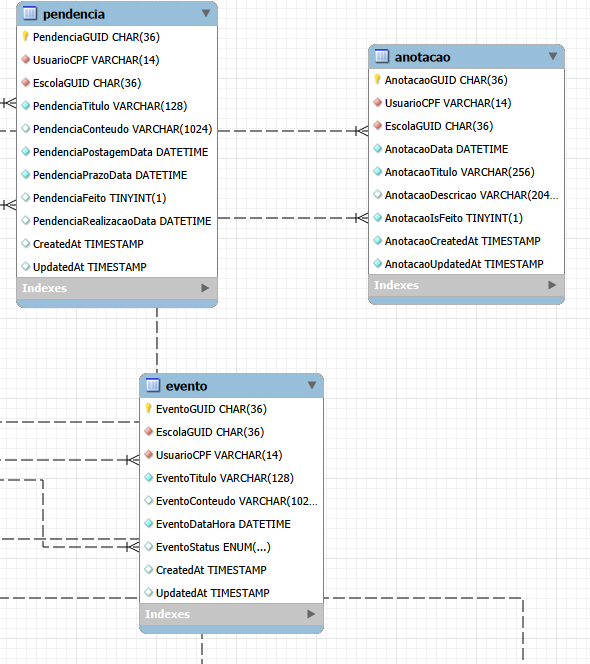 pendencia
PendenciaGUID CHAR(36)
UsuarioCPF VARCHAR(14)
EscolaGUID CHAR(36)
PendenciaTitulo VARCHAR(128)
PendenciaConteudo VARCHAR(1024)
PendenciaPostagemData DATETIME
PendenciaPrazoData DATETIME
PendenciaFeito TINYINT(1)
PendenciaRealizacaoData DATETIME
CreatedAt TIMESTAMP
UpdatedAt TIMESTAMP
Indexes
anotacao
AnotacaoGUID CHAR(36)
UsuarioCPF VARCHAR(14)
EscolaGUID CHAR(36)
AnotacaoData DATETIME
AnotacaoTitulo VARCHAR(256)
AnotacaoDescricao VARCHAR(204...
AnotacaoIsFeito TINYINT(1)
AnotacaoCreatedAt TIMESTAMP
AnotacaoUpdatedAt TIMESTAMP
Indexes
evento
EventoGUID CHAR(36)
EscolaGUID CHAR(36)
UsuarioCPF VARCHAR(14)
EventoTitulo VARCHAR(128)
EventoConteudo VARCHAR(102...
EventoDataHora DATETIME
EventoStatus ENUM(...)
CreatedAt TIMESTAMP
UpdatedAt TIMESTAMP
Indexes